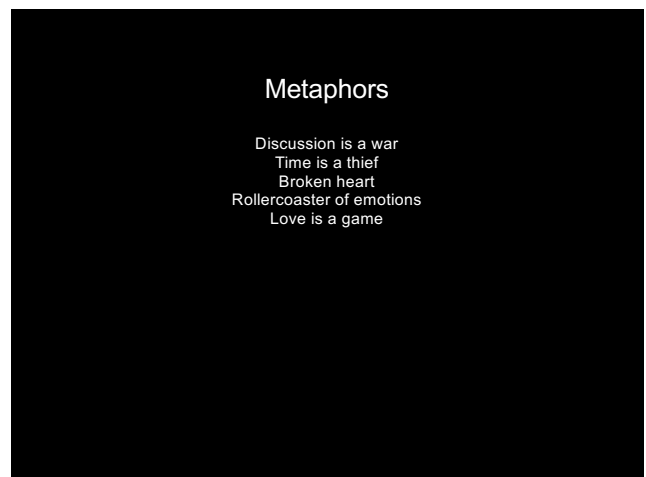 Metaphors
Discussion is a war
Time is a thief
Broken heart
Rollercoaster of emotions
Love is a game